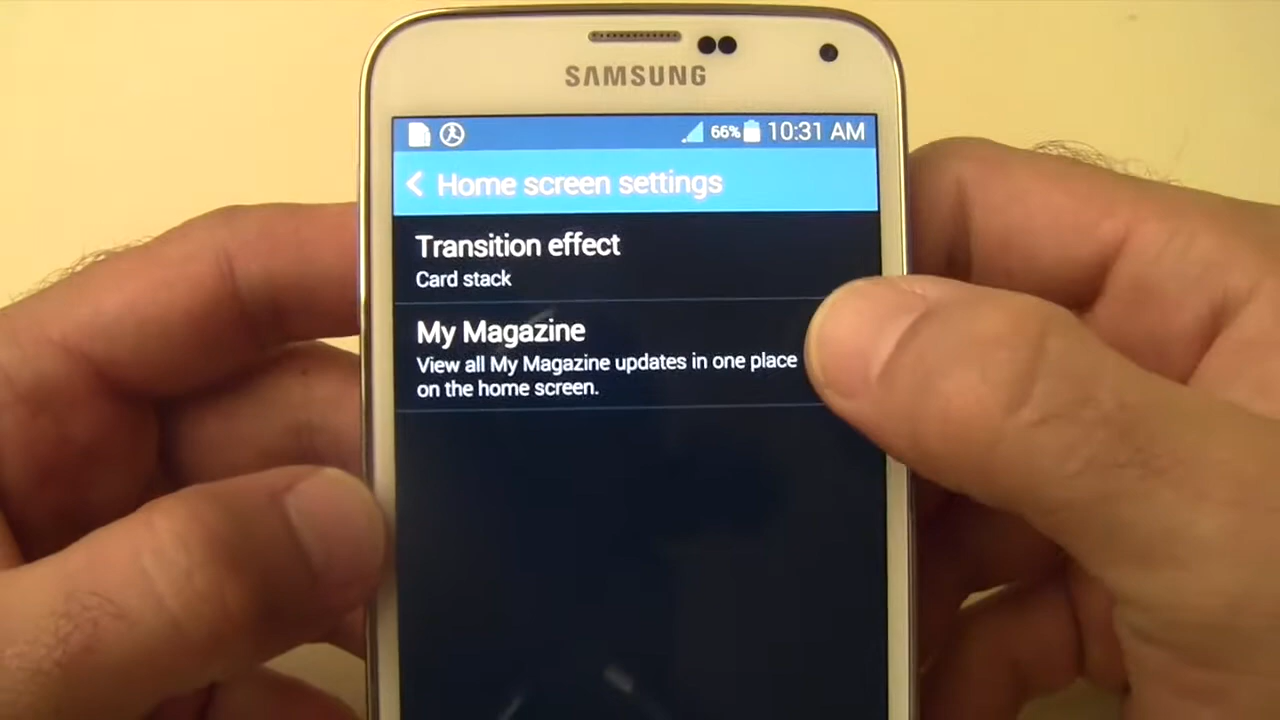 SAMSUNG
66% 10:31 AM
Home screen settings
Transition effect
Card stack
My Magazine
View all My Magazine updates in one place
on the home screen.